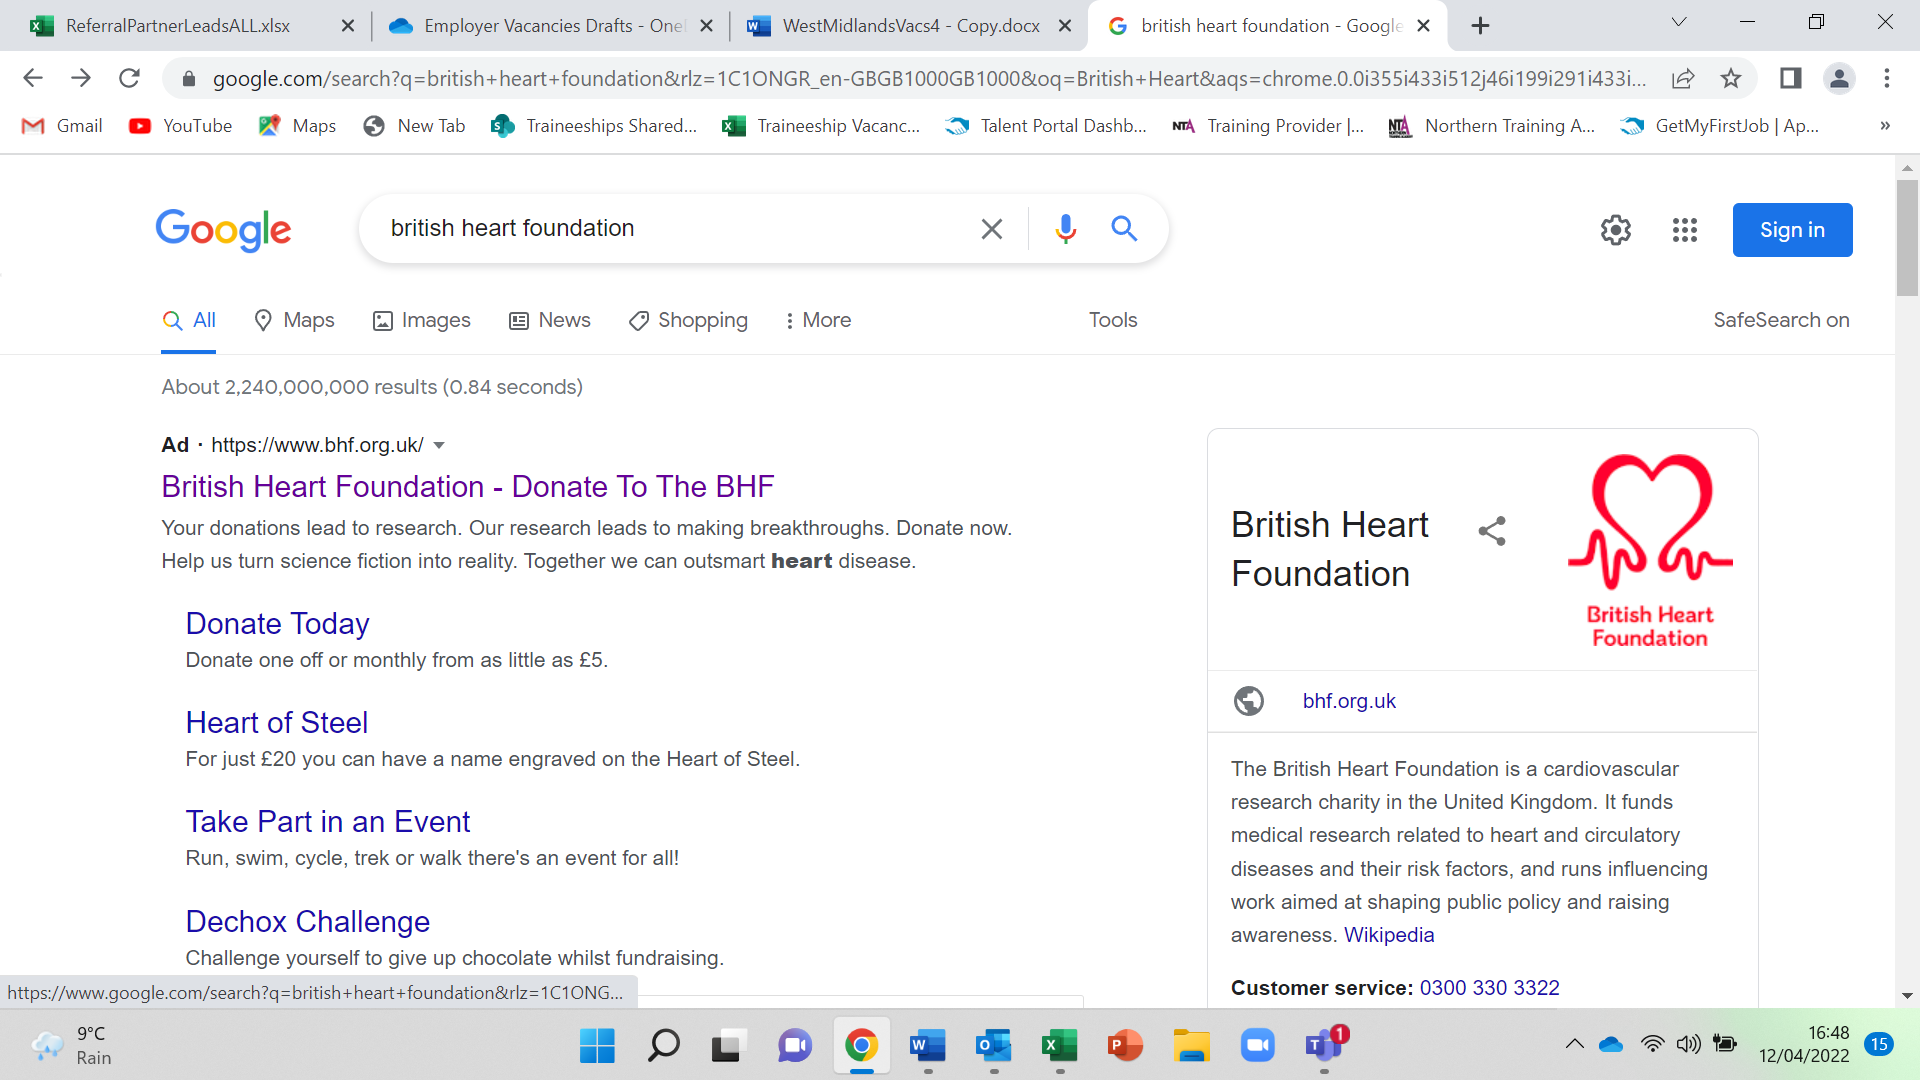 ReferralPartnerLeadsALL.xlsx
Employer Vacancies Drafts - One
WestMidlandsVacs4 - Copy.docx
british heart foundation - Google
google.com/search?q=british+heart+foundation&rlz=1C1ONGR_en-GBGB1000GB1000&oq=British+Heart&aqs=chrome.0.0i355i433i512j46i199i291i433i...
Gmail
YouTube
Maps
New Tab
Traineeships Shared...
Traineeship Vacanc...
Talent Portal Dashb...
NTA
Training Provider |...
Northern Training A...
GetMyFirstJob | Ap...
»
Google
british heart foundation
Sign in
All
Maps
Images
News
Shopping
More
Tools
SafeSearch on
About 2,240,000,000 results (0.84 seconds)
Ad · https://www.bhf.org.uk/
British Heart Foundation - Donate To The BHF
Your donations lead to research. Our research leads to making breakthroughs. Donate now.
Help us turn science fiction into reality. Together we can outsmart heart disease.
Donate Today
Donate one off or monthly from as little as £5.
Heart of Steel
For just £20 you can have a name engraved on the Heart of Steel.
Take Part in an Event
Run, swim, cycle, trek or walk there's an event for all!
Dechox Challenge
Challenge yourself to give up chocolate whilst fundraising.
British Heart
Foundation
British Heart
Foundation
bhf.org.uk
The British Heart Foundation is a cardiovascular
research charity in the United Kingdom. It funds
medical research related to heart and circulatory
diseases and their risk factors, and runs influencing
work aimed at shaping public policy and raising
awareness. Wikipedia
Customer service: 0300 330 3322
https://www.google.com/search?q=british+heart+foundation&rlz=1C1ONG...
9°C
Rain
1
16:48
12/04/2022
15